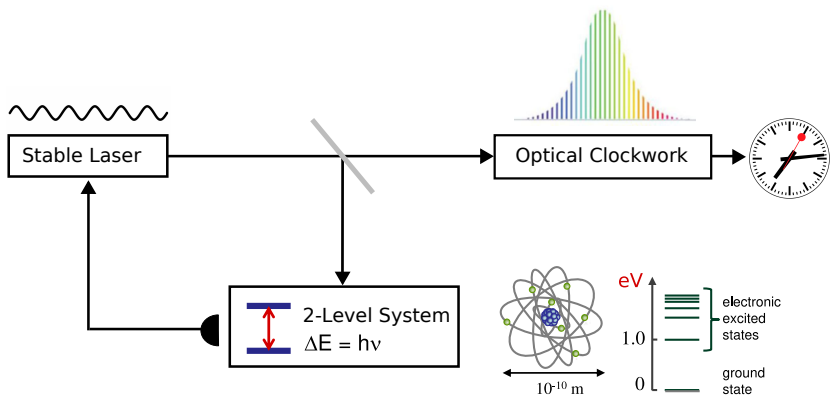 Stable Laser
Optical Clockwork
2-Level System
ΔE = hν
10⁻¹⁰ m
eV
1.0
0
electronic
excited
states
ground
state